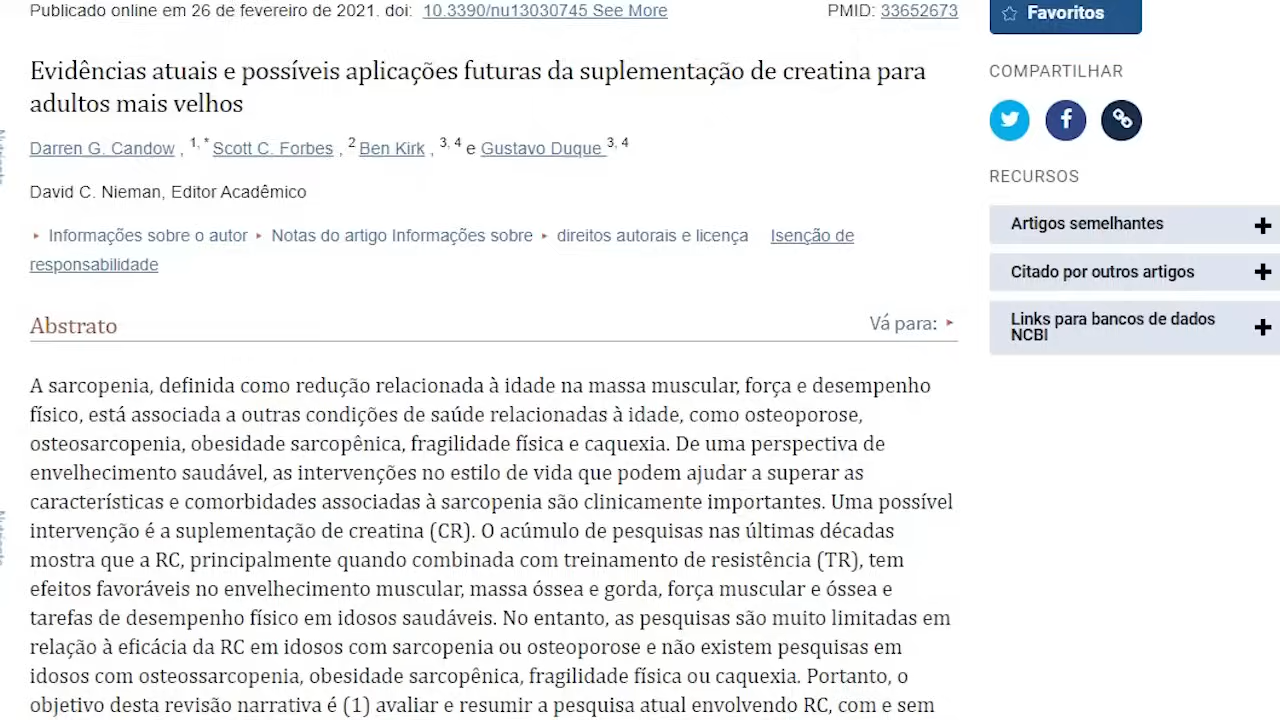 Publicado online em 26 de fevereiro de 2021. doi: 10.3390/nu13030745 See More
PMID: 33652673
Evidências atuais e possíveis aplicações futuras da suplementação de creatina para
adultos mais velhos
Darren G. Candow , 1, * Scott C. Forbes , 2 Ben Kirk , 3, 4 e Gustavo Duque 3, 4
David C. Nieman, Editor Acadêmico
▸ Informações sobre o autor ▸ Notas do artigo Informações sobre ▸ direitos autorais e licença Isenção de
responsabilidade
Abstrato
Vá para: ▸
A sarcopenia, definida como redução relacionada à idade na massa muscular, força e desempenho
físico, está associada a outras condições de saúde relacionadas à idade, como osteoporose,
osteosarcopenia, obesidade sarcopênica, fragilidade física e caquexia. De uma perspectiva de
envelhecimento saudável, as intervenções no estilo de vida que podem ajudar a superar as
características e comorbidades associadas à sarcopenia são clinicamente importantes. Uma possível
intervenção é a suplementação de creatina (CR). O acúmulo de pesquisas nas últimas décadas
mostra que a RC, principalmente quando combinada com treinamento de resistência (TR), tem
efeitos favoráveis no envelhecimento muscular, massa óssea e gorda, força muscular e óssea e
tarefas de desempenho físico em idosos saudáveis. No entanto, as pesquisas são muito limitadas em
relação à eficácia da RC em idosos com sarcopenia ou osteoporose e não existem pesquisas em
idosos com osteossarcopenia, obesidade sarcopênica, fragilidade física ou caquexia. Portanto, o
objetivo desta revisão narrativa é (1) avaliar e resumir a pesquisa atual envolvendo RC, com e sem
Favoritos
COMPARTILHAR
RECURSOS
Artigos semelhantes
Citado por outros artigos
Links para bancos de dados
NCBI